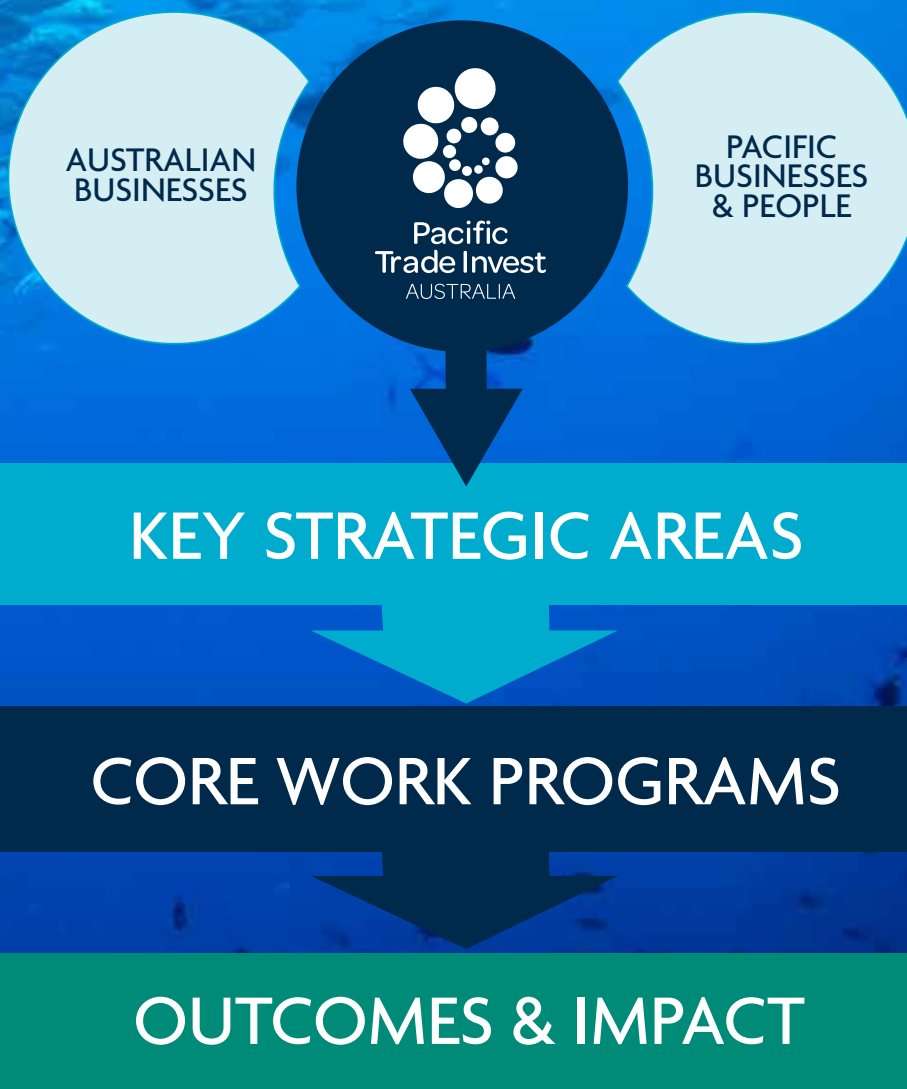 AUSTRALIAN
BUSINESSES
Pacific
Trade Invest
AUSTRALIA
PACIFIC
BUSINESSES
& PEOPLE
KEY STRATEGIC AREAS
CORE WORK PROGRAMS
OUTCOMES & IMPACT